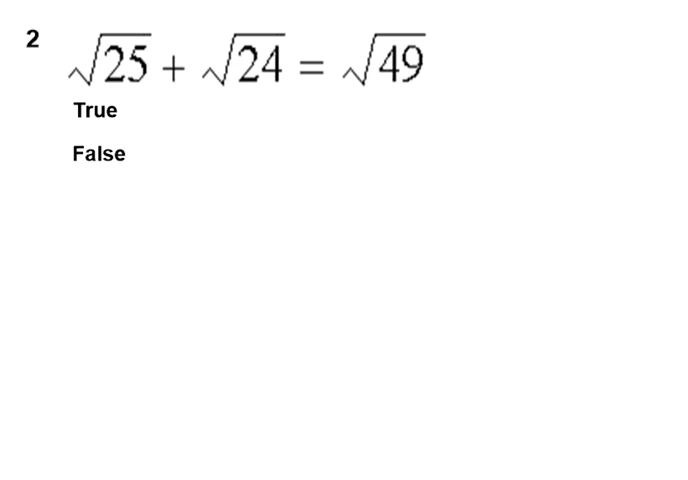 2 √25 + √24 = √49
True
False